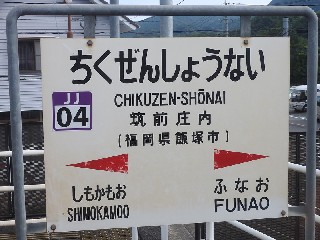 ちくぜんしょうない
JJ
04
CHIKUZEN-SHŌNAI
筑前庄内
(福岡県飯塚市)
しもかもお ふなお
SHIMOKAMOO FUNAO